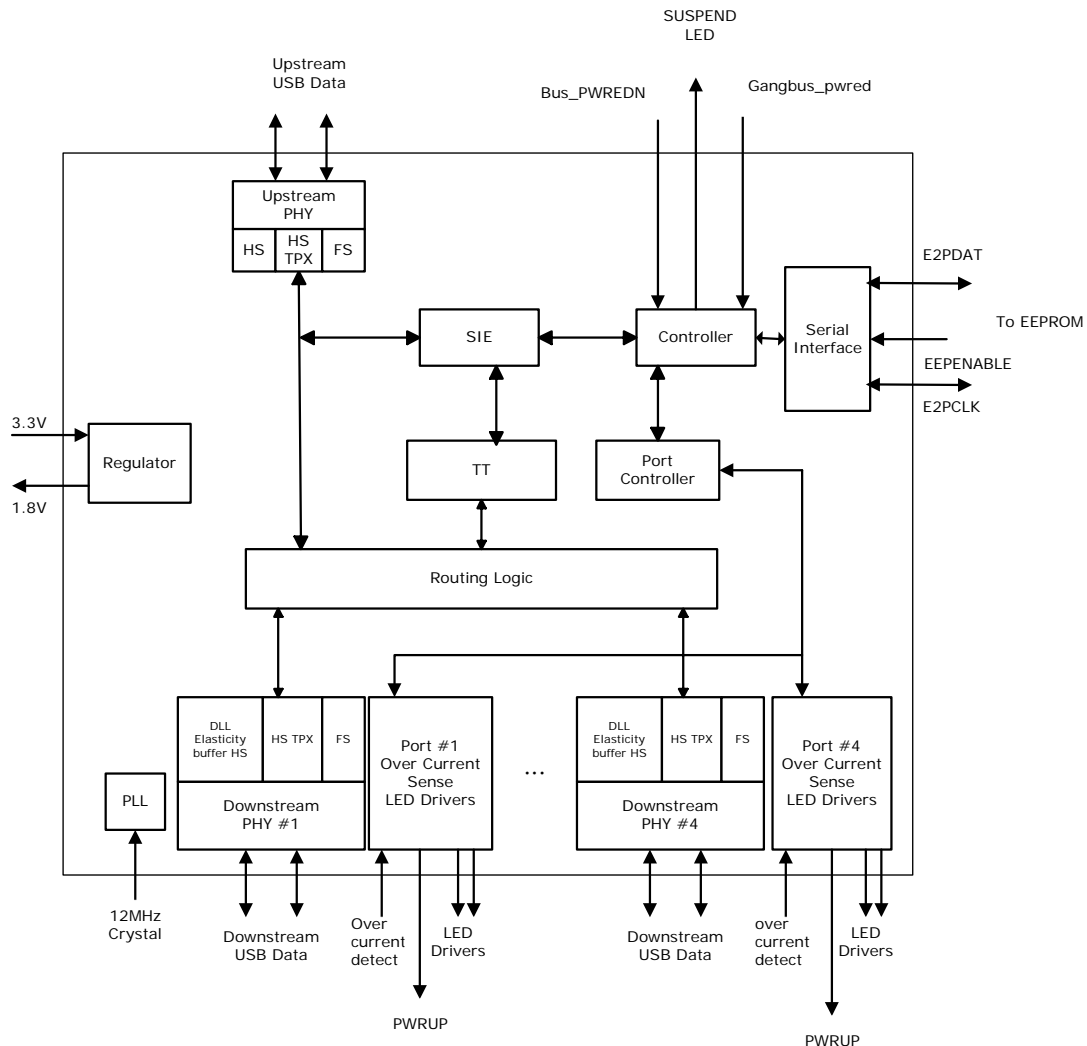 SUSPEND
LED
Upstream
USB Data
Bus_PWREDN
Gangbus_pwred
Upstream
PHY
HS
HS
TPX
FS
E2PDAT
SIE
Controller
Serial
Interface
To EEPROM
EEPENABLE
E2PCLK
3.3V
Regulator
1.8V
TT
Port
Controller
Routing Logic
DLL
Elasticity
buffer HS
HS TPX
FS
Port #1
Over Current
Sense
LED Drivers
...
DLL
Elasticity
buffer HS
HS TPX
FS
Port #4
Over Current
Sense
LED Drivers
PLL
Downstream
PHY #1
Downstream
PHY #4
12MHz
Crystal
Downstream
USB Data
Over
current
detect
LED
Drivers
Downstream
USB Data
over
current
detect
LED
Drivers
PWRUP
PWRUP